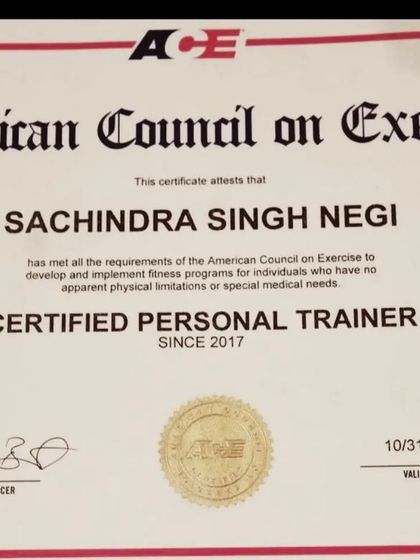 ACE
ican Council on Exe
This certificate attests that
SACHINDRA SINGH NEGI
has met all the requirements of the American Council on Exercise to
develop and implement fitness programs for individuals who have no
apparent physical limitations or special medical needs.
CERTIFIED PERSONAL TRAINER
SINCE 2017
ACE
10/31
CER
VALI